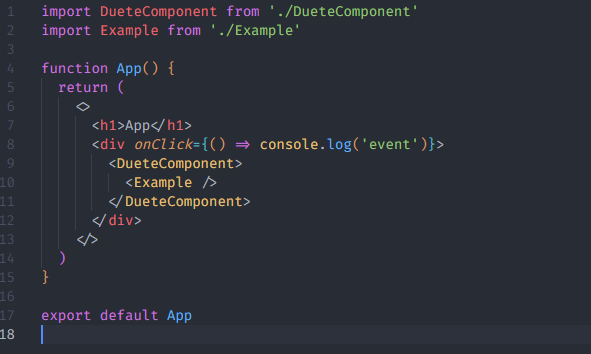 1 import DueteComponent from './DueteComponent'
2 import Example from './Example'
3
4 function App() {
5   return (
6     <>
7       <h1>App</h1>
8       <div onClick={() => console.log('event')}>
9         <DueteComponent>
10           <Example />
11         </DueteComponent>
12       </div>
13     </>
14   )
15 }
16
17 export default App
18